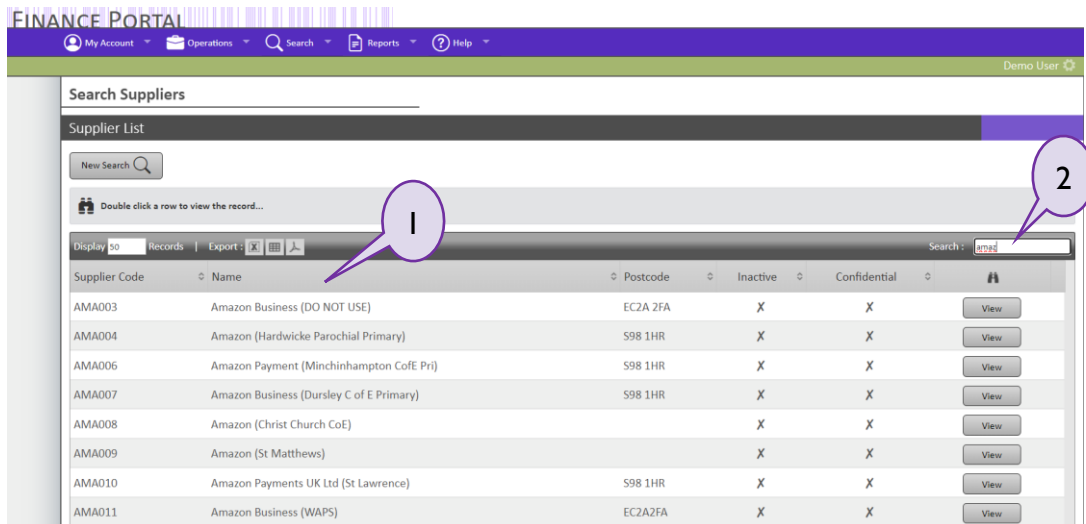 FINANCE PORTAL
My Account Operations Search Reports Help
Demo User
Search Suppliers
Supplier List
New Search
2
Double click a row to view the record...
1
Display 50 Records | Export : Search : amaz
Supplier Code Name Postcode Inactive Confidential
AMA003 Amazon Business (DO NOT USE) EC2A 2FA X X View
AMA004 Amazon (Hardwicke Parochial Primary) S98 1HR X X View
AMA006 Amazon Payment (Minchinhampton CofE Pri) S98 1HR X X View
AMA007 Amazon Business (Dursley C of E Primary) S98 1HR X X View
AMA008 Amazon (Christ Church CoE) X X View
AMA009 Amazon (St Matthews) X X View
AMA010 Amazon Payments UK Ltd (St Lawrence) S98 1HR X X View
AMA011 Amazon Business (WAPS) EC2A2FA X X View